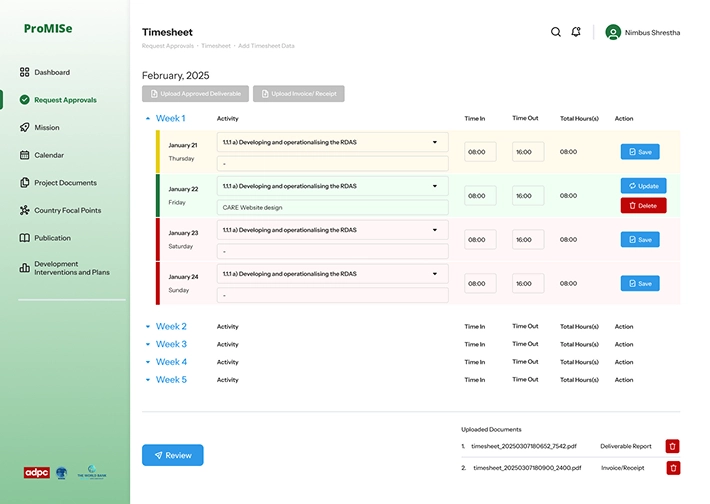 ProMISe
Timesheet
Nimbus Shrestha
Request Approvals · Timesheet · Add Timesheet Data
Dashboard
Request Approvals
Mission
Calendar
Project Documents
Country Focal Points
Publication
Development
Interventions and Plans
February, 2025
Upload Approved Deliverable
Upload Invoice/ Receipt
Week 1 Activity Time In Time Out Total Hours(s) Action
January 21 1.1.1 a) Developing and operationalising the RDAS
Thursday - 08:00 16:00 08:00 Save
January 22 1.1.1 a) Developing and operationalising the RDAS Update
Friday CARE Website design 08:00 16:00 08:00 Delete
January 23 1.1.1 a) Developing and operationalising the RDAS
Saturday - 08:00 16:00 08:00 Save
January 24 1.1.1 a) Developing and operationalising the RDAS
Sunday - 08:00 16:00 08:00 Save
Week 2 Activity Time In Time Out Total Hours(s) Action
Week 3 Activity Time In Time Out Total Hours(s) Action
Week 4 Activity Time In Time Out Total Hours(s) Action
Week 5 Activity Time In Time Out Total Hours(s) Action
Uploaded Documents
1. timesheet_20250307180652_7542.pdf Deliverable Report
2. timesheet_20250307180900_2400.pdf Invoice/Receipt
Review
adpc
THE WORLD BANK